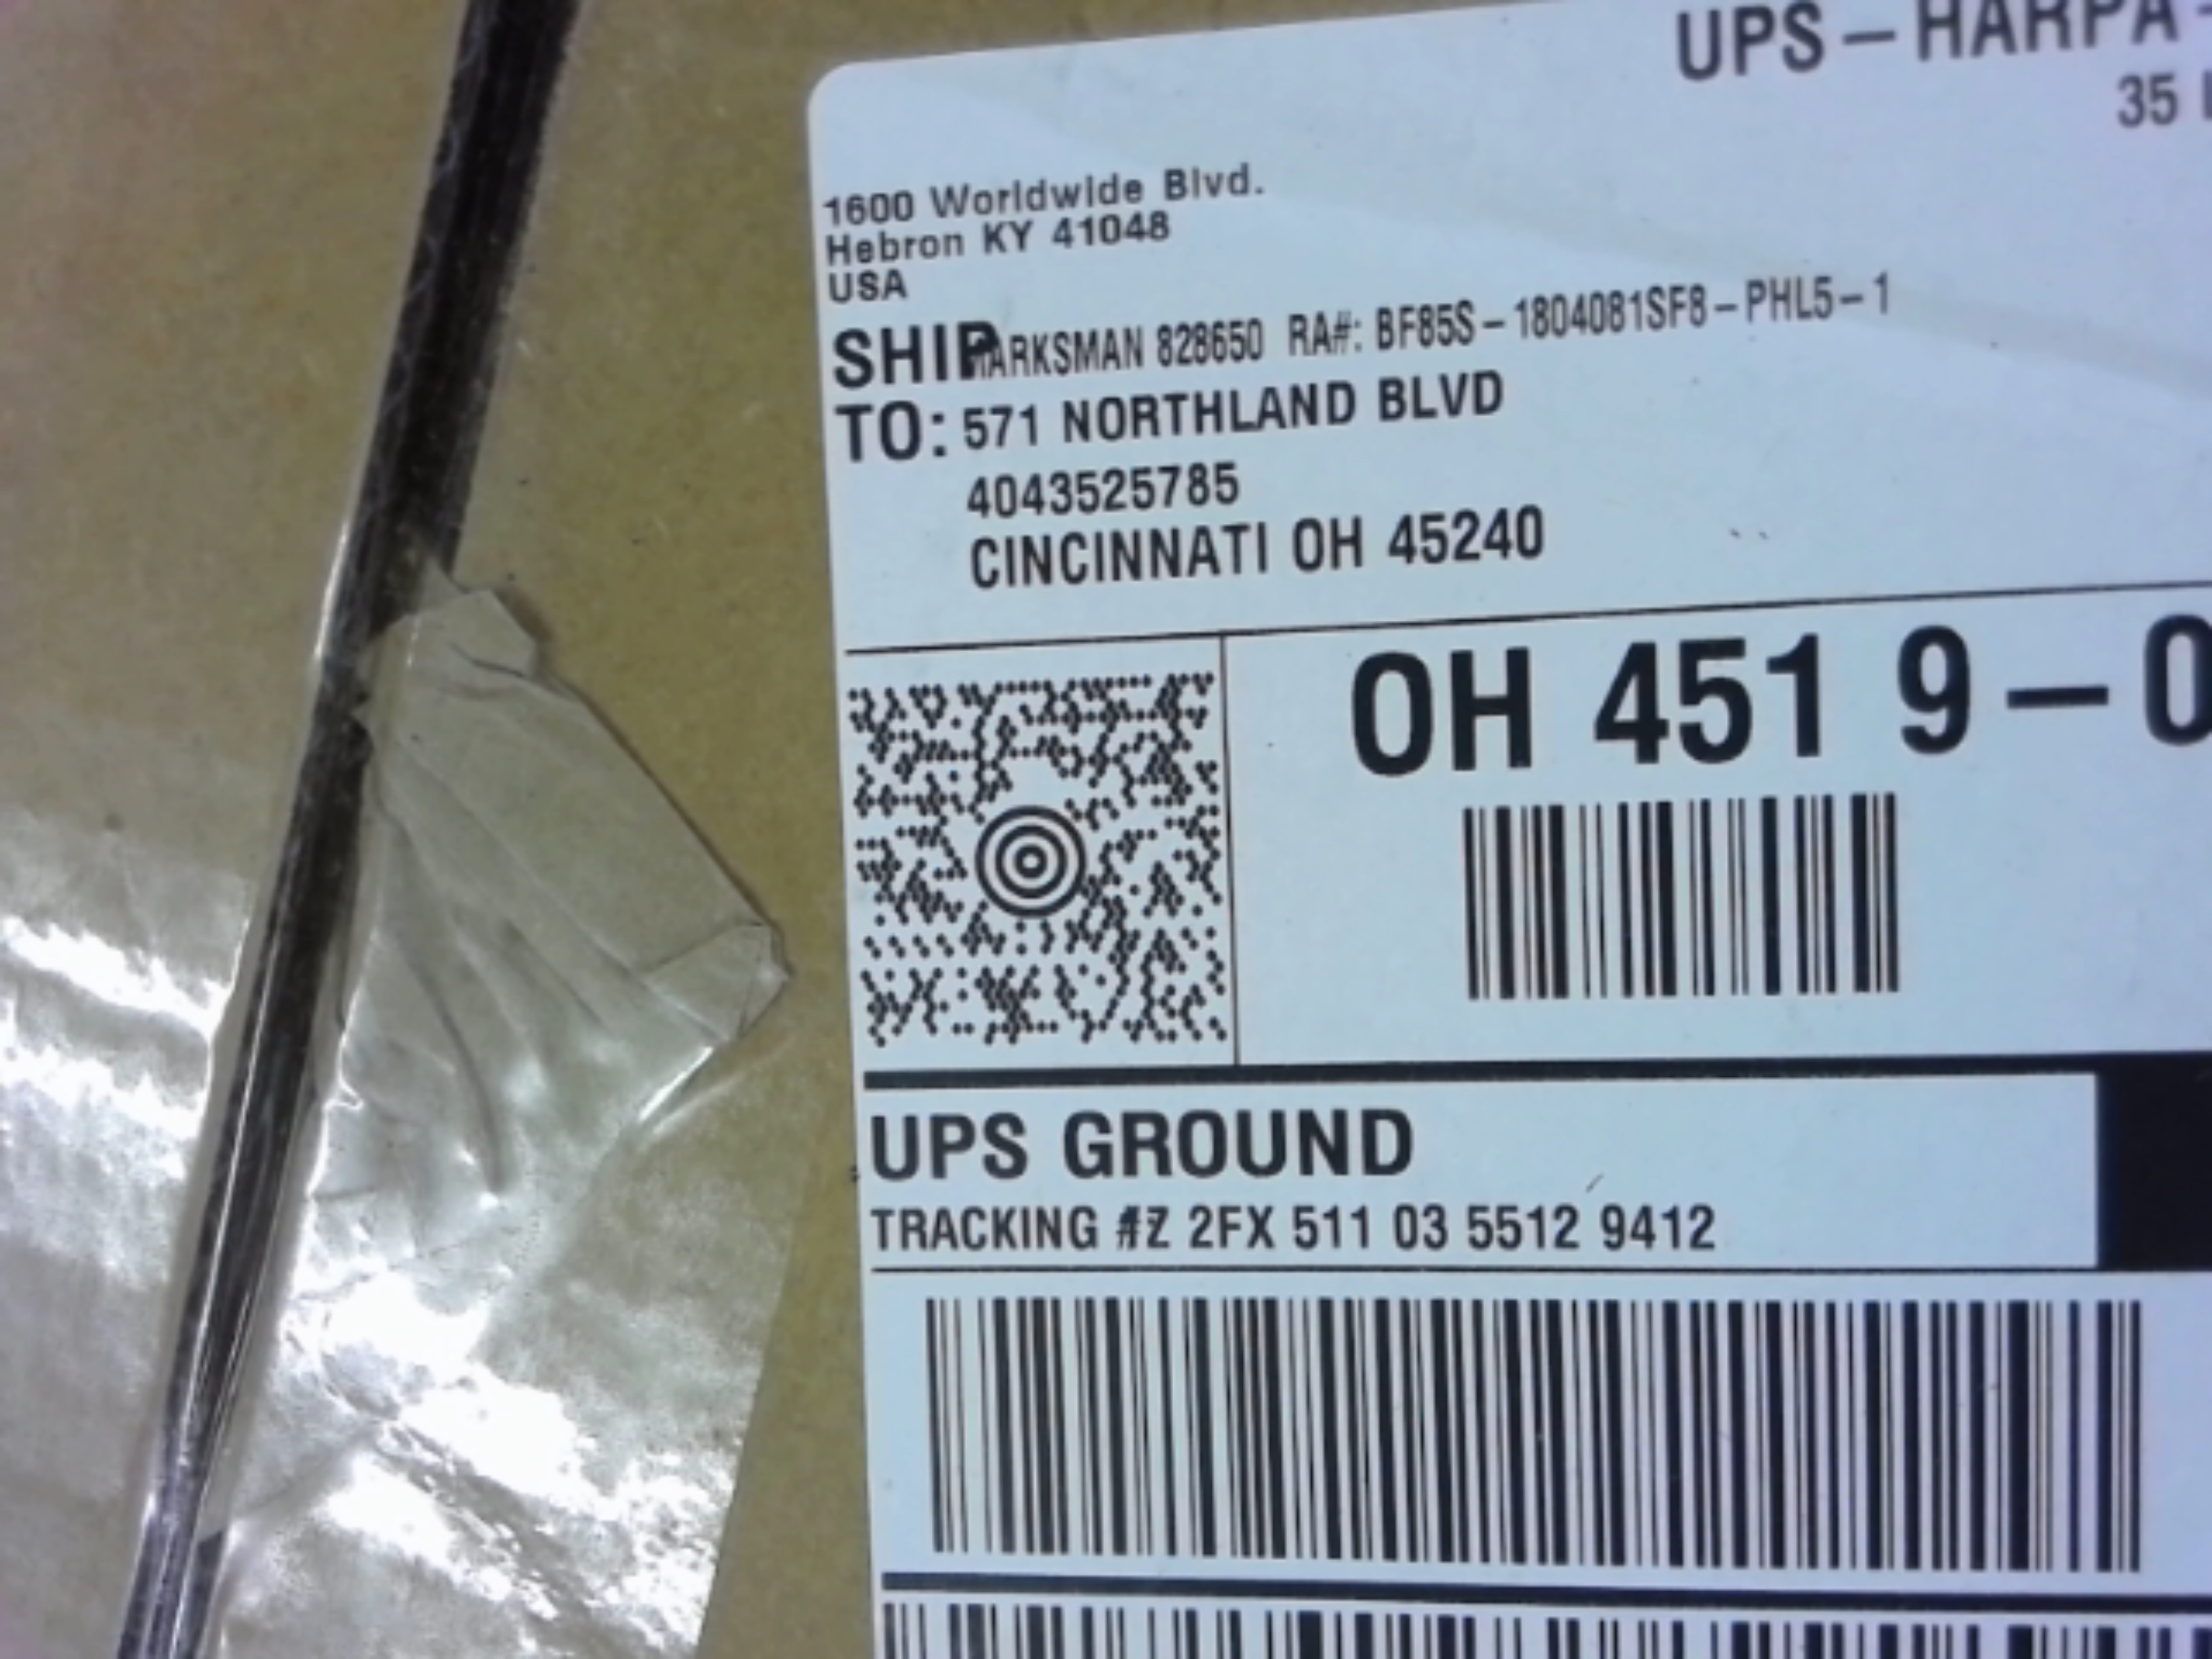 UPS – HARPA
35
1600 Worldwide Blvd.
Hebron KY 41048
USA
SHIP MARKSMAN 828650 RA#: BF85S – 1804081SF8 – PHL5 – 1
TO: 571 NORTHLAND BLVD
4043525785
CINCINNATI OH 45240
OH 451 9 – 0
UPS GROUND
TRACKING #Z 2FX 511 03 5512 9412